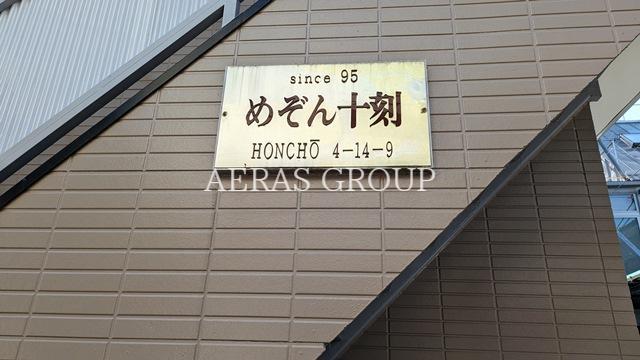 since 95
めぞん十刻
HONCHŌ 4-14-9
AERAS GROUP